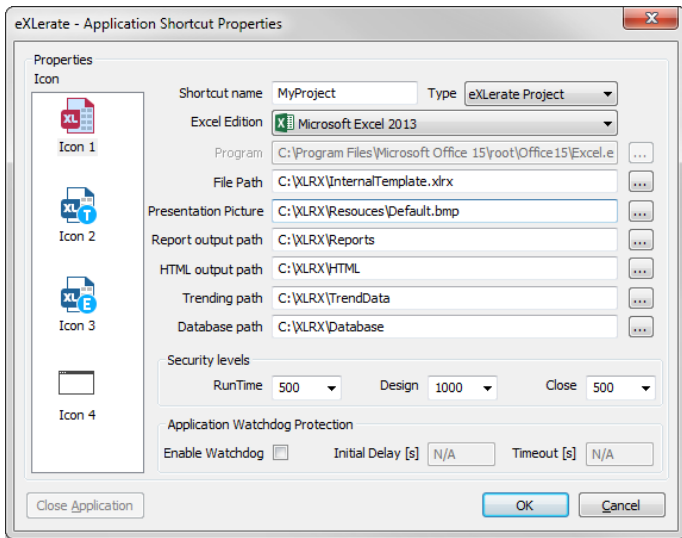 eXLerate - Application Shortcut Properties
Properties
Icon
XL
Icon 1
XL T
Icon 2
XL E
Icon 3
Icon 4
Shortcut name MyProject Type eXLerate Project
Excel Edition Microsoft Excel 2013
Program C:\Program Files\Microsoft Office 15\root\Office15\Excel.e ...
File Path C:\XLRX\InternalTemplate.xlrx ...
Presentation Picture C:\XLRX\Resouces\Default.bmp ...
Report output path C:\XLRX\Reports ...
HTML output path C:\XLRX\HTML ...
Trending path C:\XLRX\TrendData ...
Database path C:\XLRX\Database ...
Security levels
RunTime 500 Design 1000 Close 500
Application Watchdog Protection
Enable Watchdog Initial Delay [s] N/A Timeout [s] N/A
Close Application OK Cancel